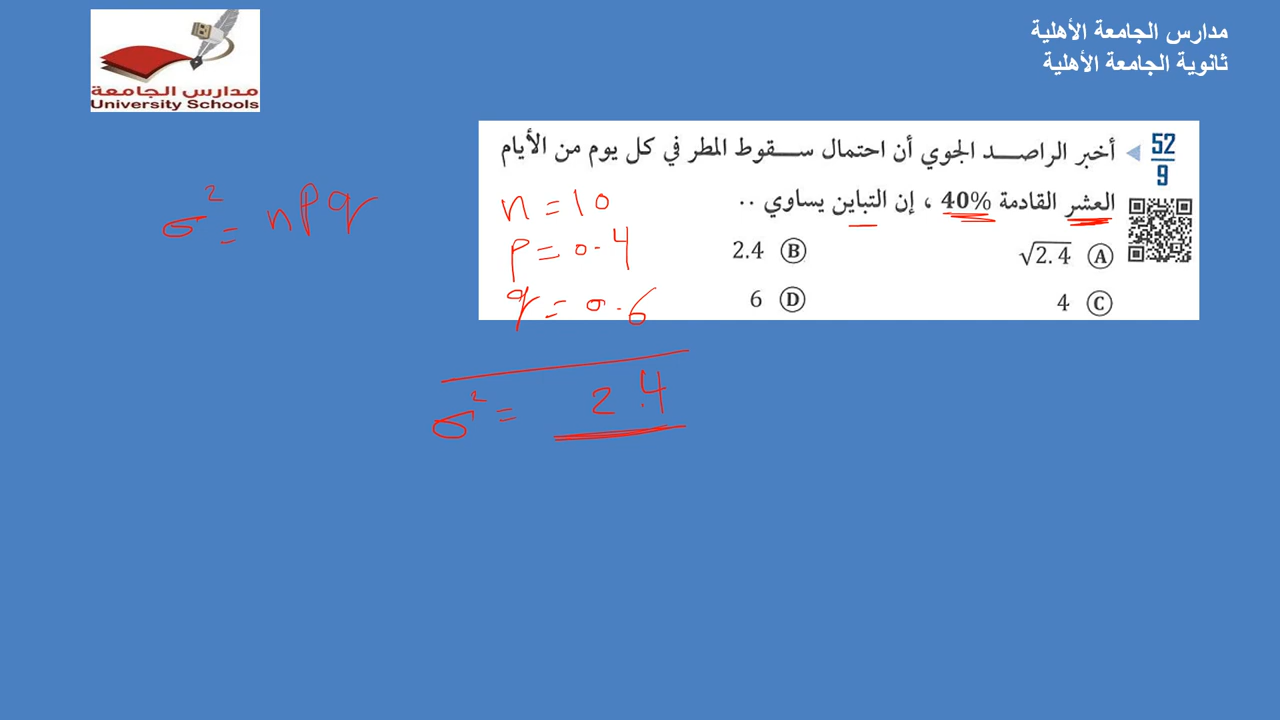 مدارس الجامعة الأهلية
ثانوية الجامعة الأهلية
مدارس الجامعة
University Schools
52/9 أخبر الراصـــد الجوي أن احتمال ســـقوط المطر في كل يوم من الأيام
العشر القادمة 40% ، إن التباين يساوي ..
A √2.4
B 2.4
C 4
D 6
σ² = npq
n = 10
p = 0.4
q = 0.6
σ² = 2.4